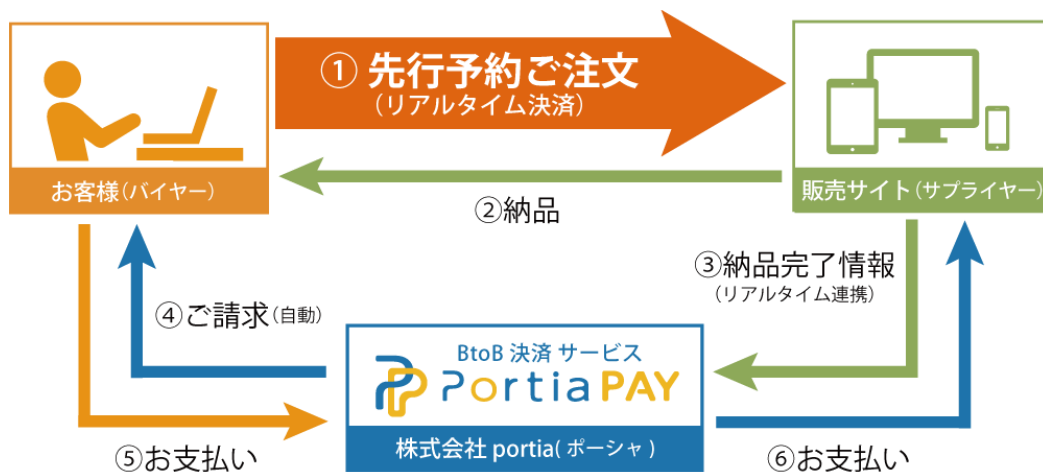 ① 先行予約ご注文
(リアルタイム決済)
お客様(バイヤー)
販売サイト(サプライヤー)
②納品
③納品完了情報
(リアルタイム連携)
④ご請求(自動)
BtoB 決済 サービス
Portia PAY
株式会社 portia( ポーシャ )
⑤お支払い
⑥お支払い